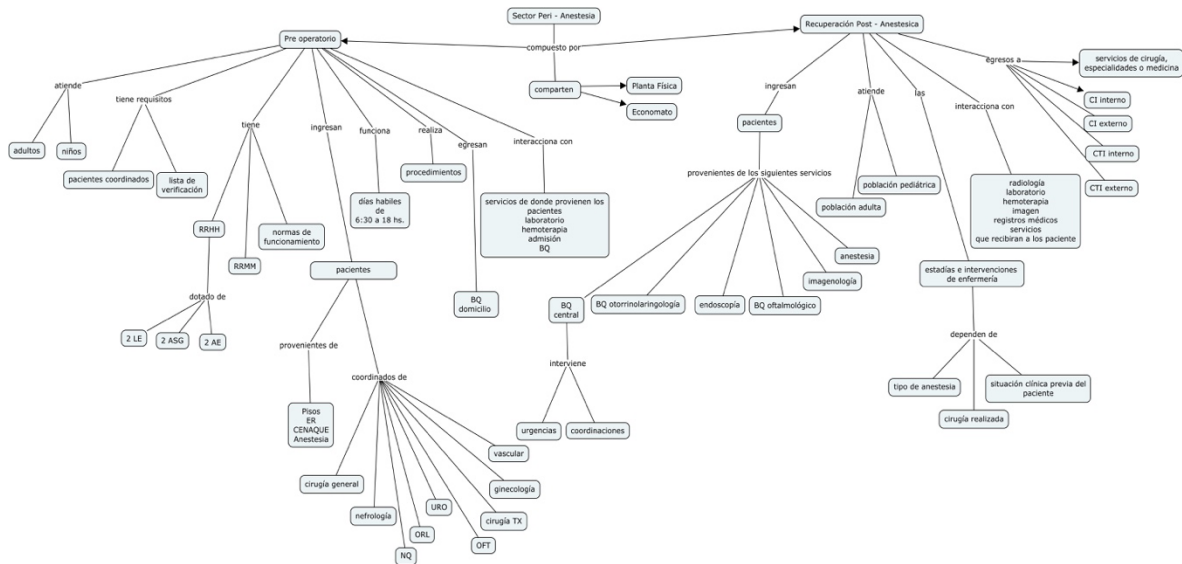 Sector Peri - Anestesia
Recuperación Post - Anestesica
Pre operatorio
compuesto por
egresos a
servicios de cirugía,
especialidades o medicina
atiende
comparten
Planta Física
Economato
ingresan
atiende
las
interacciona con
CI interno
CI externo
CTI interno
CTI externo
tiene requisitos
tiene
ingresan
funciona
realiza
egresan
interacciona con
pacientes
adultos
niños
pacientes coordinados
lista de
verificación
procedimientos
días habiles
de
6:30 a 18 hs.
servicios de donde provienen los
pacientes
laboratorio
hemoterapia
admisión
BQ
provenientes de los siguientes servicios
población pediátrica
población adulta
radiología
laboratorio
hemoterapia
imagen
registros médicos
servicios
que recibiran a los paciente
RRHH
RRMM
normas de
funcionamiento
pacientes
BQ
domicilio
anestesia
imagenología
BQ
central
BQ otorrinolaringología
endoscopía
BQ oftalmológico
estadías e intervenciones
de enfermería
dotado de
2 LE
2 ASG
2 AE
provenientes de
coordinados de
interviene
dependen de
Pisos
ER
CENAQUE
Anestesia
urgencias
coordinaciones
tipo de anestesia
cirugía realizada
situación clínica previa del
paciente
cirugía general
nefrología
NQ
ORL
URO
OFT
cirugía TX
ginecología
vascular